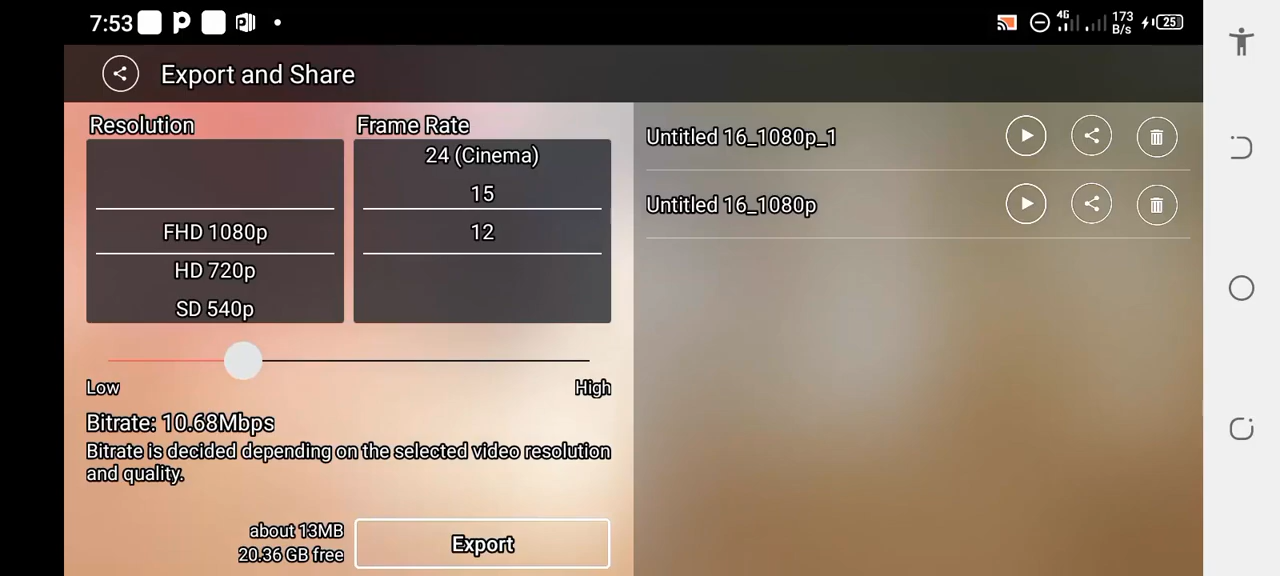 7:53
4G
173
B/s
25
Export and Share
Resolution
Frame Rate
FHD 1080p
HD 720p
SD 540p
24 (Cinema)
15
12
Low
High
Bitrate: 10.68Mbps
Bitrate is decided depending on the selected video resolution
and quality.
about 13MB
20.36 GB free
Export
Untitled 16_1080p_1
Untitled 16_1080p